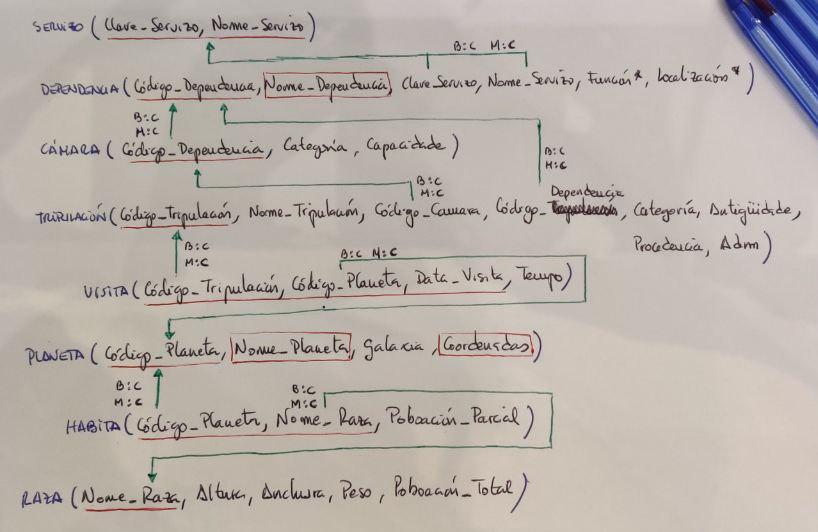 SERVIZO (Clave_Servizo, Nome_Servizo)
B:C M:C
DEPENDENCIA (Código_Dependencia, Nome_Dependencia, Clave_Servizo, Nome_Servizo, Función*, Localización*)
B:C
M:C
CÁMARA (Código_Dependencia, Categoría, Capacidade)
B:C
M:C
B:C
M:C
Dependencia
TRIPULACIÓN (Código_Tripulación, Nome_Tripulación, Código_Camara, Código_, Categoría, Antigüidade,
Procedencia, Adm)
B:C
M:C
B:C M:C
VISITA (Código_Tripulación, Código_Planeta, Data_Visita, Tempo)
PLANETA (Código_Planeta, Nome_Planeta, Galaxia, Coordenadas)
B:C
M:C
B:C
M:C
HABITA (Código_Planeta, Nome_Raza, Poboación_Parcial)
RAZA (Nome_Raza, Altura, Anchura, Peso, Poboación_Total)